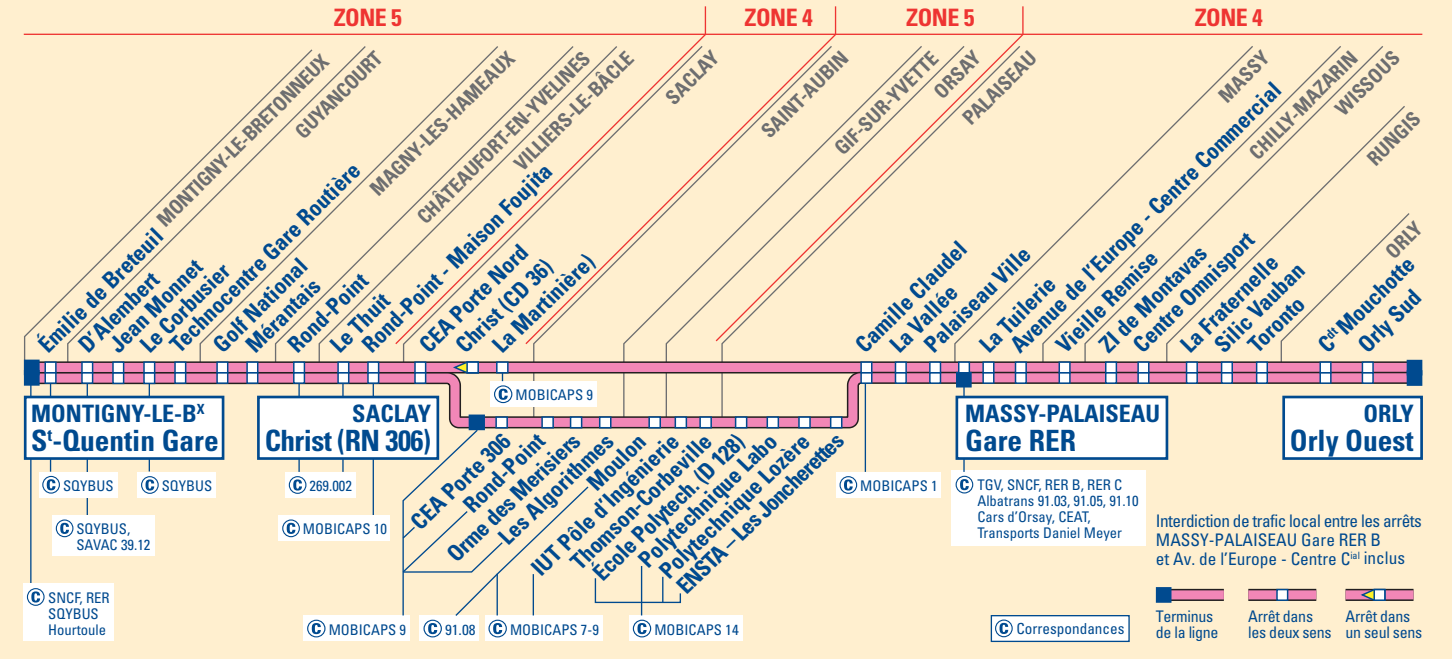 ZONE 5
ZONE 4
ZONE 5
ZONE 4
MONTIGNY-LE-BRETONNEUX
GUYANCOURT
MAGNY-LES-HAMEAUX
CHÂTEAUFORT-EN-YVELINES
VILLIERS-LE-BÂCLE
SACLAY
SAINT-AUBIN
GIF-SUR-YVETTE
ORSAY
PALAISEAU
MASSY
CHILLY-MAZARIN
WISSOUS
RUNGIS
ORLY
Émilie de Breteuil
D'Alembert
Jean Monnet
Le Corbusier
Technocentre Gare Routière
Golf National
Mérantais
Rond-Point
Le Thuit
Rond-Point - Maison Foujita
CEA Porte Nord
Christ (CD 36)
La Martinière)
Camille Claudel
La Vallée
Palaiseau Ville
La Tuilerie
Avenue de l'Europe - Centre Commercial
Vieille Remise
ZI de Montavas
Centre Omnisport
La Fraternelle
Silic Vauban
Toronto
Cdt Mouchotte
Orly Sud
MONTIGNY-LE-BX
St-Quentin Gare
SACLAY
Christ (RN 306)
MASSY-PALAISEAU
Gare RER
ORLY
Orly Ouest
CEA Porte 306
Rond-Point
Orme des Merisiers
Les Algorithmes
Moulon
IUT Pôle d'Ingénierie
Thomson-Corbeville
École Polytech. (D 128)
Polytechnique Labo
Polytechnique Lozère
ENSTA – Les Joncherettes
C MOBICAPS 9
C SQYBUS
C SQYBUS
C 269.002
C MOBICAPS 1
C SQYBUS,
SAVAC 39.12
C MOBICAPS 10
C TGV, SNCF, RER B, RER C
Albatrans 91.03, 91.05, 91.10
Cars d'Orsay, CEAT,
Transports Daniel Meyer
C SNCF, RER
SQYBUS
Hourtoule
C MOBICAPS 9
C 91.08
C MOBICAPS 7-9
C MOBICAPS 14
Interdiction de trafic local entre les arrêts
MASSY-PALAISEAU Gare RER B
et Av. de l'Europe - Centre Cial inclus
C Correspondances
Terminus
de la ligne
Arrêt dans
les deux sens
Arrêt dans
un seul sens